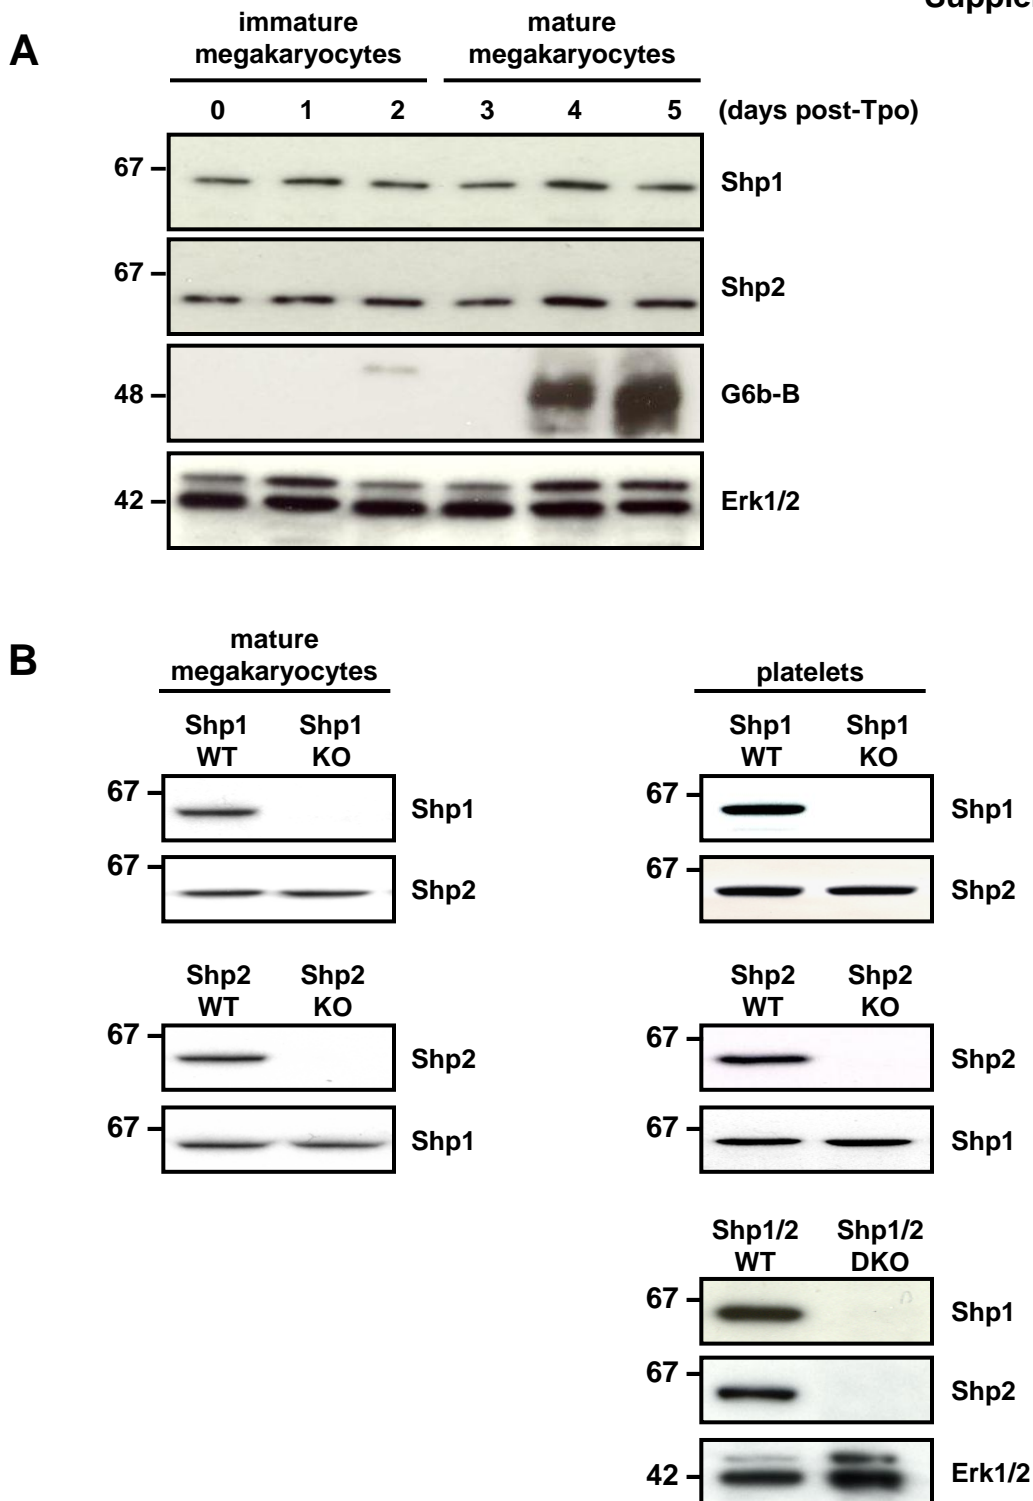 Supplem
A
immature megakaryocytes
mature megakaryocytes
0 1 2 3 4 5 (days post-Tpo)
67 Shp1
67 Shp2
48 G6b-B
42 Erk1/2
B
mature megakaryocytes
Shp1 WT Shp1 KO
67 Shp1
67 Shp2
Shp2 WT Shp2 KO
67 Shp2
67 Shp1
platelets
Shp1 WT Shp1 KO
67 Shp1
67 Shp2
Shp2 WT Shp2 KO
67 Shp2
67 Shp1
Shp1/2 WT Shp1/2 DKO
67 Shp1
67 Shp2
42 Erk1/2